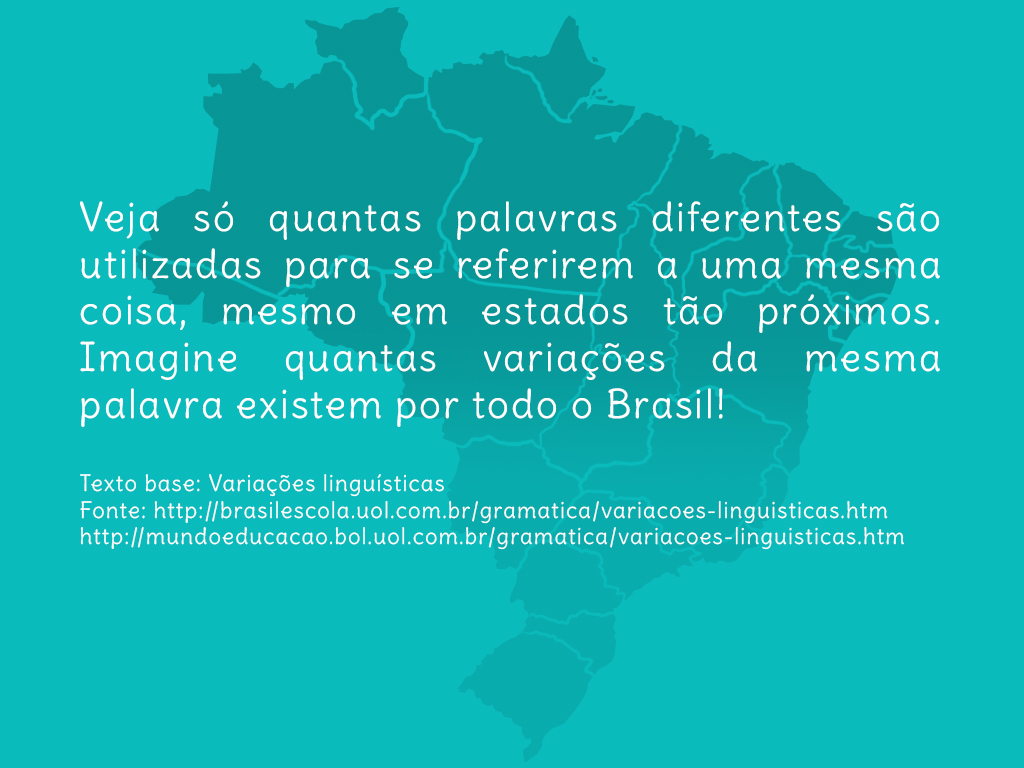 Veja só quantas palavras diferentes são
utilizadas para se referirem a uma mesma
coisa, mesmo em estados tão próximos.
Imagine quantas variações da mesma
palavra existem por todo o Brasil!
Texto base: Variações linguísticas
Fonte: http://brasilescola.uol.com.br/gramatica/variacoes-linguisticas.htm
http://mundoeducacao.bol.uol.com.br/gramatica/variacoes-linguisticas.htm